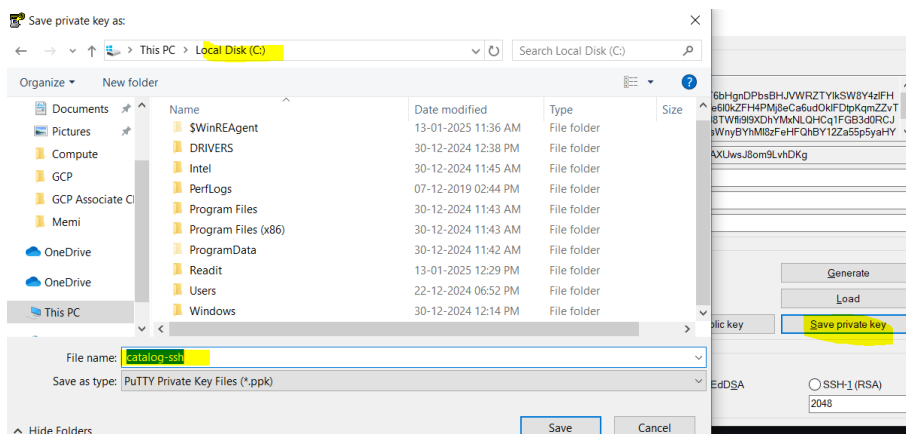 Save private key as:
This PC > Local Disk (C:)
Search Local Disk (C:)
Organize
New folder
Documents
Pictures
Compute
GCP
GCP Associate Cl
Memi
OneDrive
OneDrive
This PC
Name Date modified Type Size
$WinREAgent 13-01-2025 11:36 AM File folder
DRIVERS 30-12-2024 12:38 PM File folder
Intel 30-12-2024 11:45 AM File folder
PerfLogs 07-12-2019 02:44 PM File folder
Program Files 30-12-2024 11:43 AM File folder
Program Files (x86) 30-12-2024 11:43 AM File folder
ProgramData 30-12-2024 11:42 AM File folder
Readit 13-01-2025 12:29 PM File folder
Users 22-12-2024 06:52 PM File folder
Windows 30-12-2024 12:14 PM File folder
File name: catalog-ssh
Save as type: PuTTY Private Key Files (*.ppk)
Hide Folders
Save
Cancel
Generate
Load
blic key
Save private key
EdDSA
SSH-1 (RSA)
2048